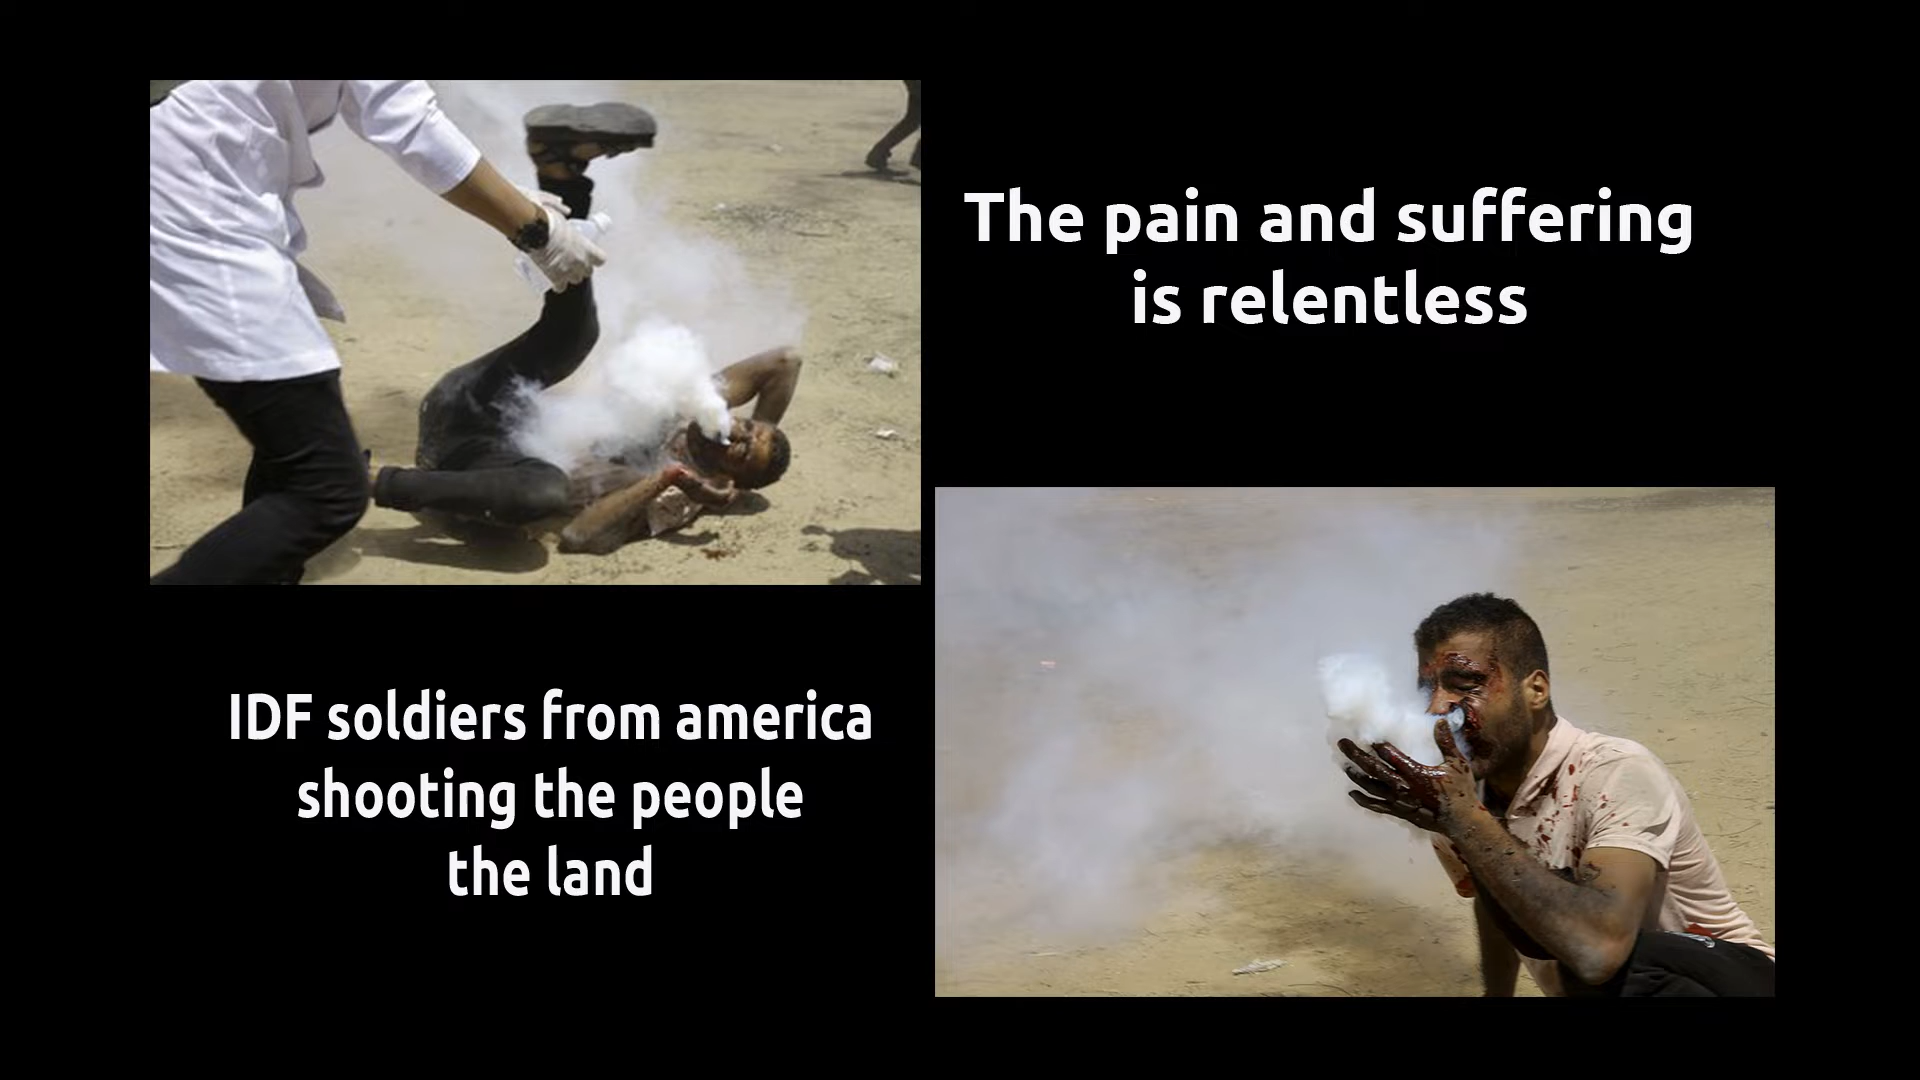 The pain and suffering
is relentless
IDF soldiers from america
shooting the people
the land